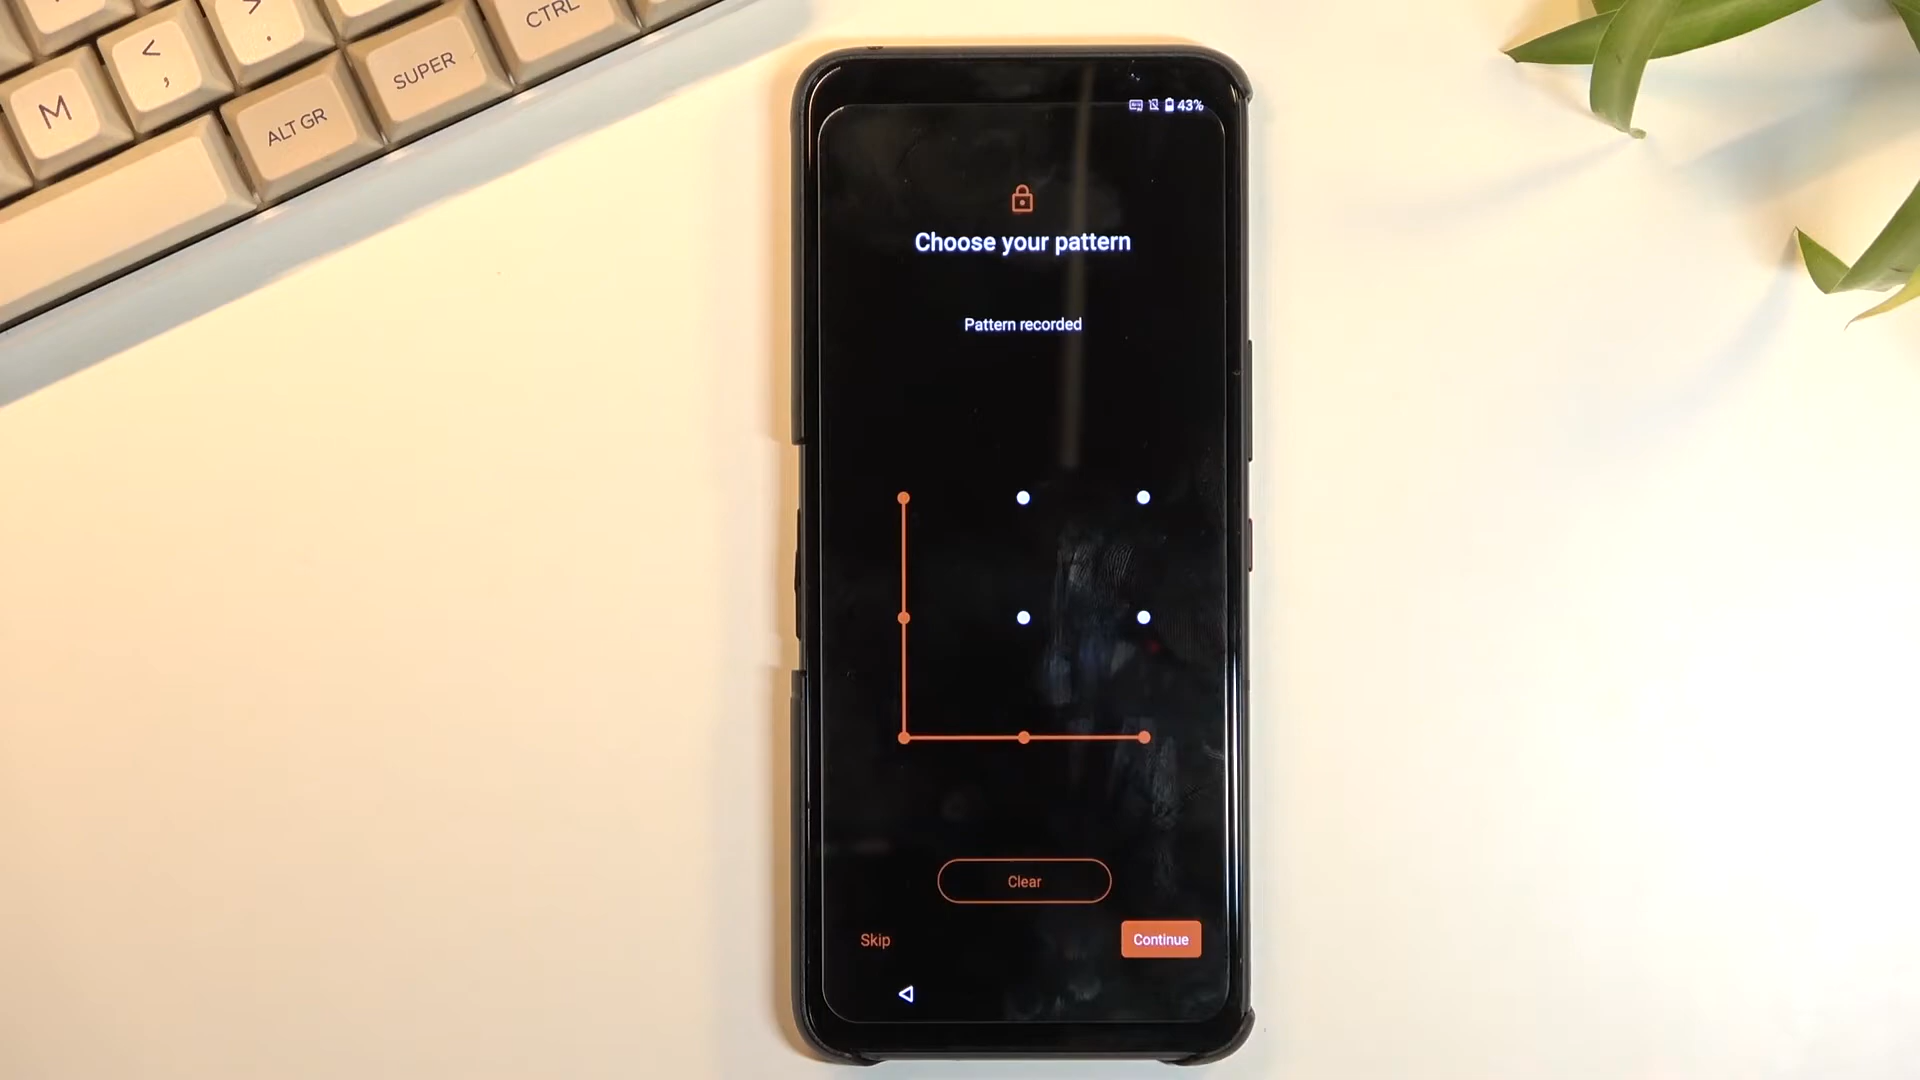 >
.
<
,
M
ALT GR
SUPER
CTRL
43%
Choose your pattern
Pattern recorded
Clear
Skip
Continue